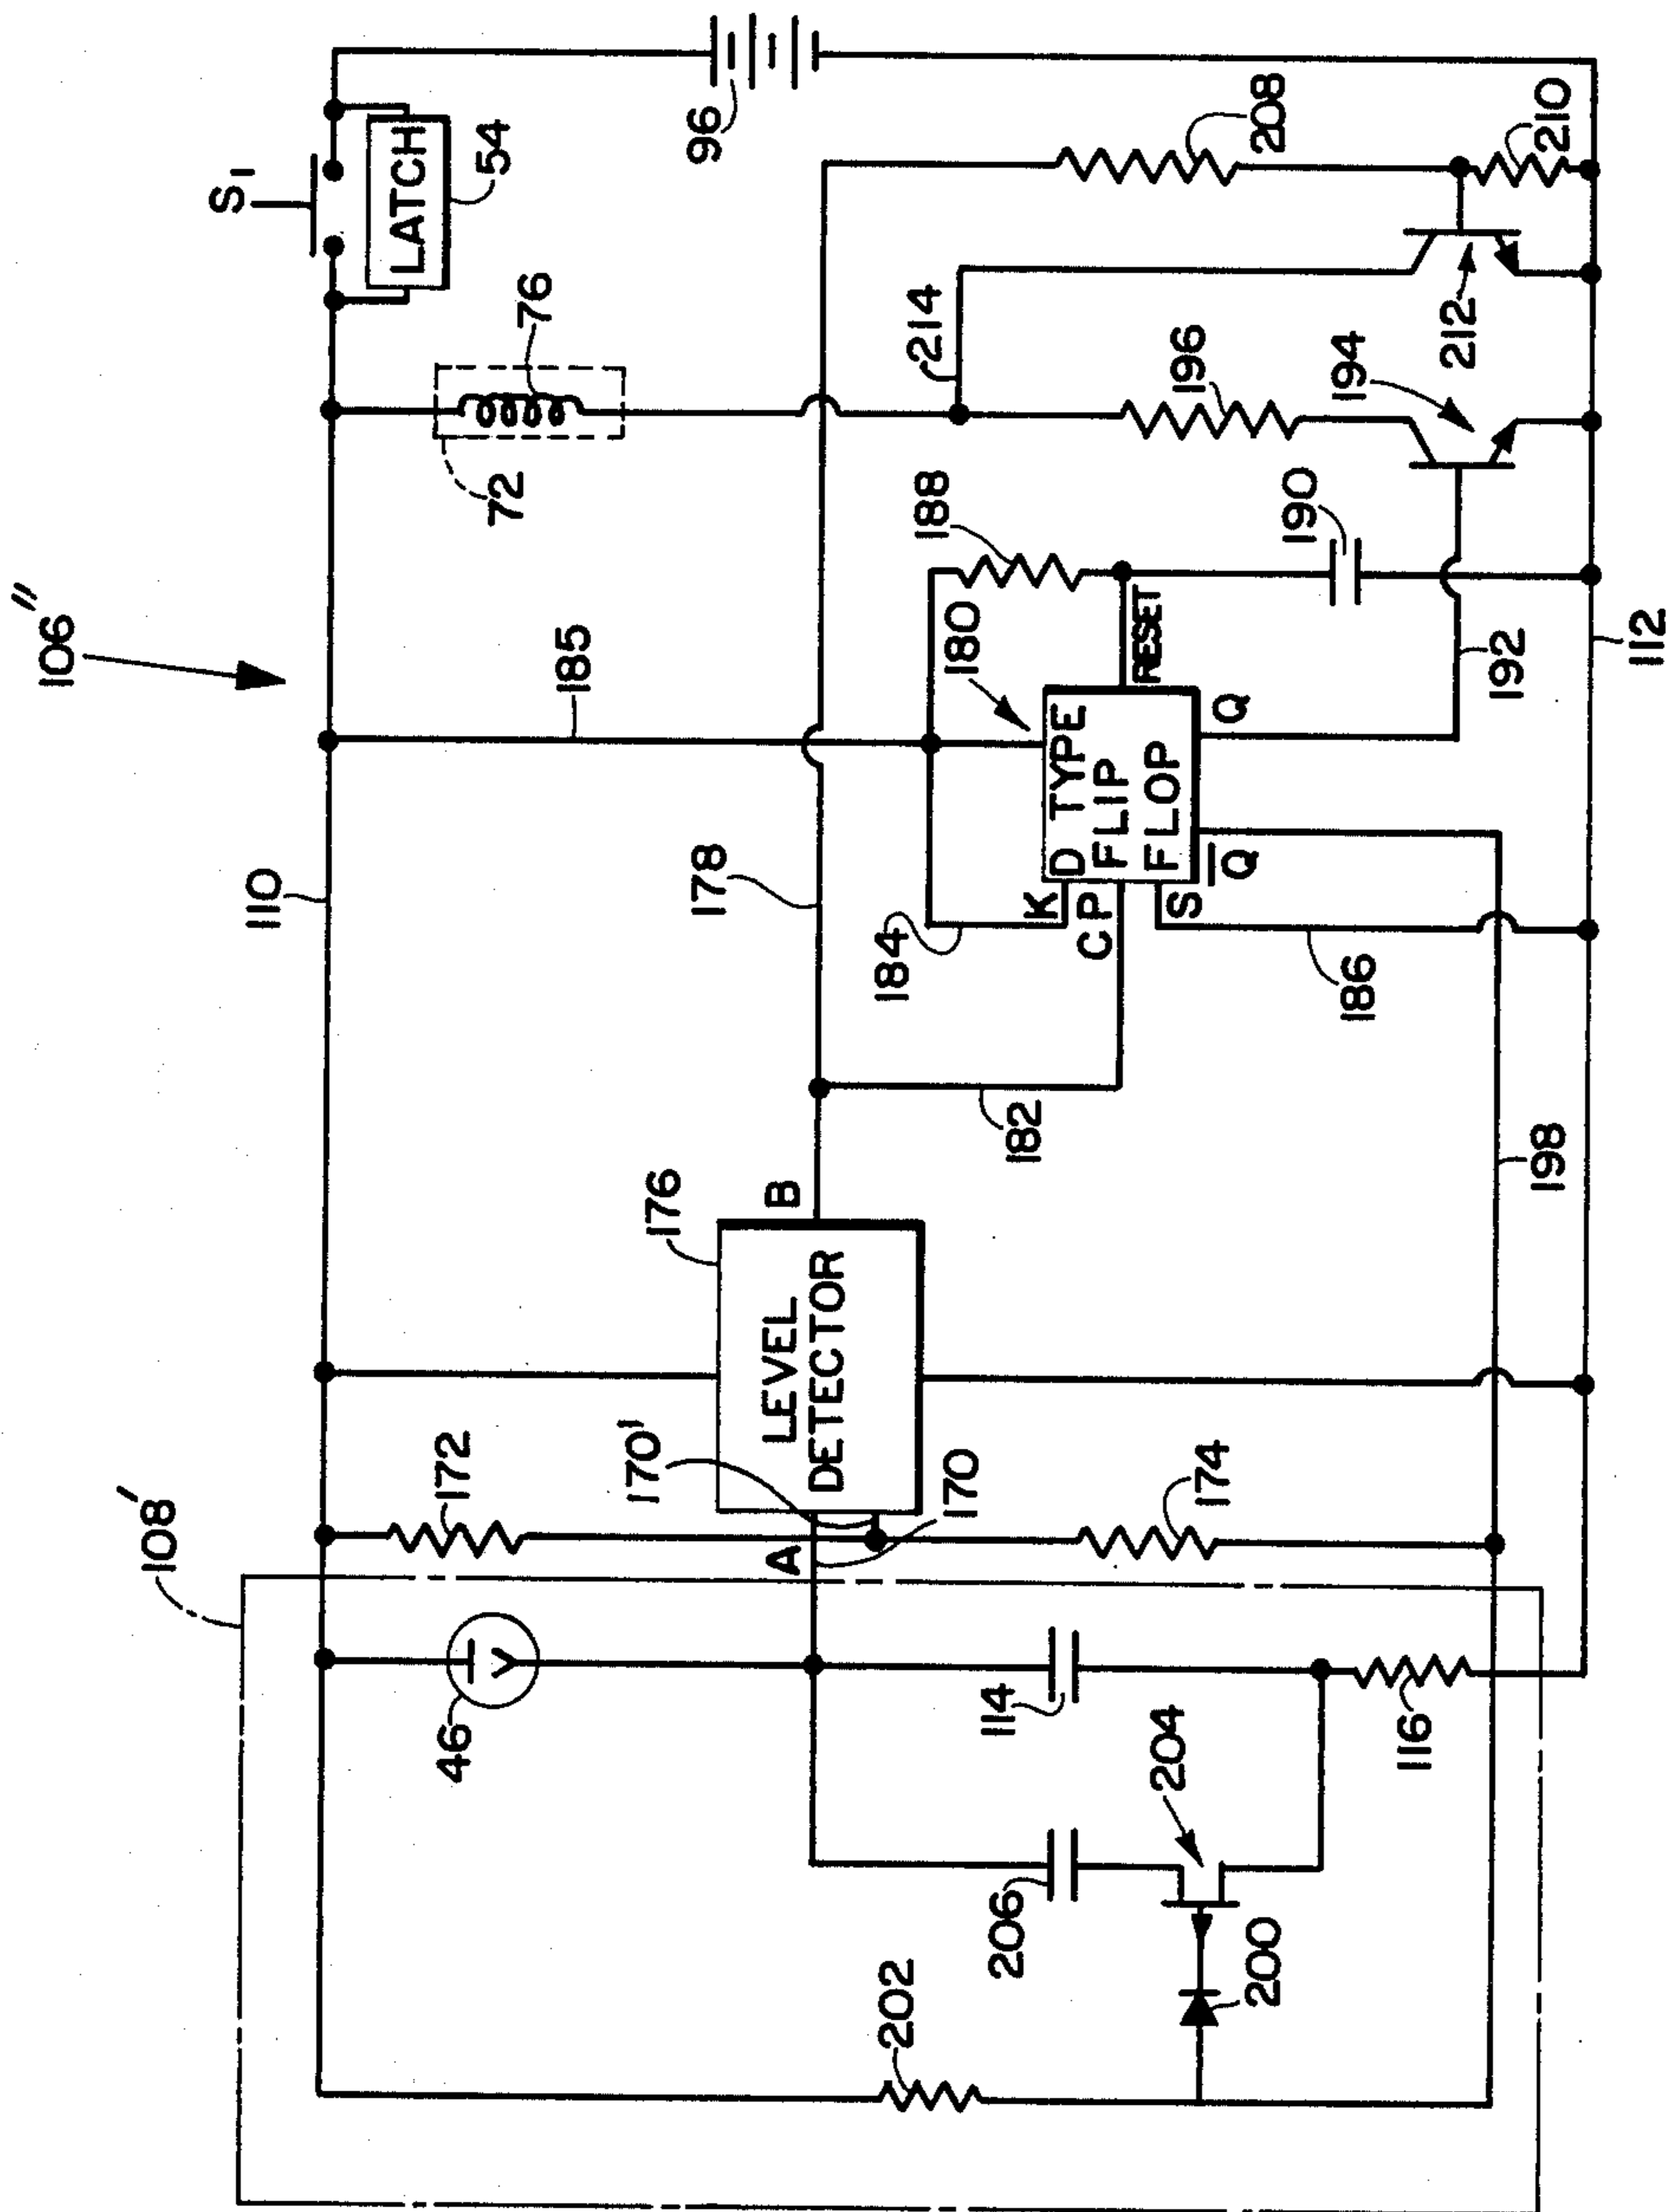 106"
S1
LATCH
54
96
110
72
76
185
108'
172
46
176
LEVEL
DETECTOR
A
B
170'
170
178
182
184
K
CP
S
D TYPE
FLIP
FLOP
Q
Q̅
RESET
180
188
190
186
192
214
196
194
208
210
212
112
198
174
114
116
204
206
200
202